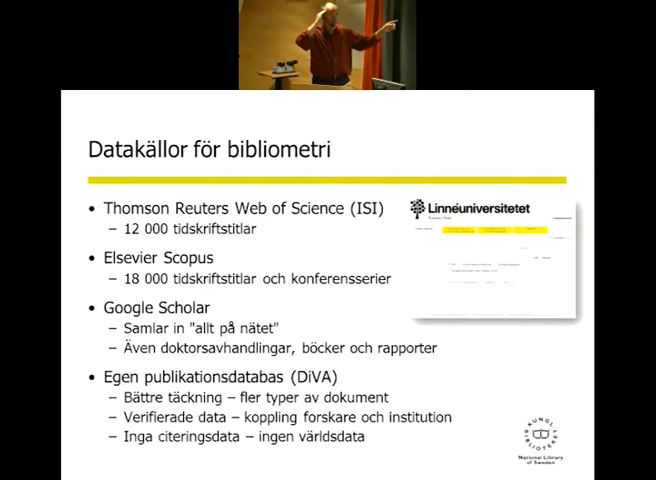 Datakällor för bibliometri
• Thomson Reuters Web of Science (ISI)
– 12 000 tidskriftstitlar
• Elsevier Scopus
– 18 000 tidskriftstitlar och konferensserier
• Google Scholar
– Samlar in "allt på nätet"
– Även doktorsavhandlingar, böcker och rapporter
• Egen publikationsdatabas (DiVA)
– Bättre täckning – fler typer av dokument
– Verifierade data – koppling forskare och institution
– Inga citeringsdata – ingen världsdata
Linnéuniversitetet
KUNGL.
BIBLIOTEKET
National Library
of Sweden